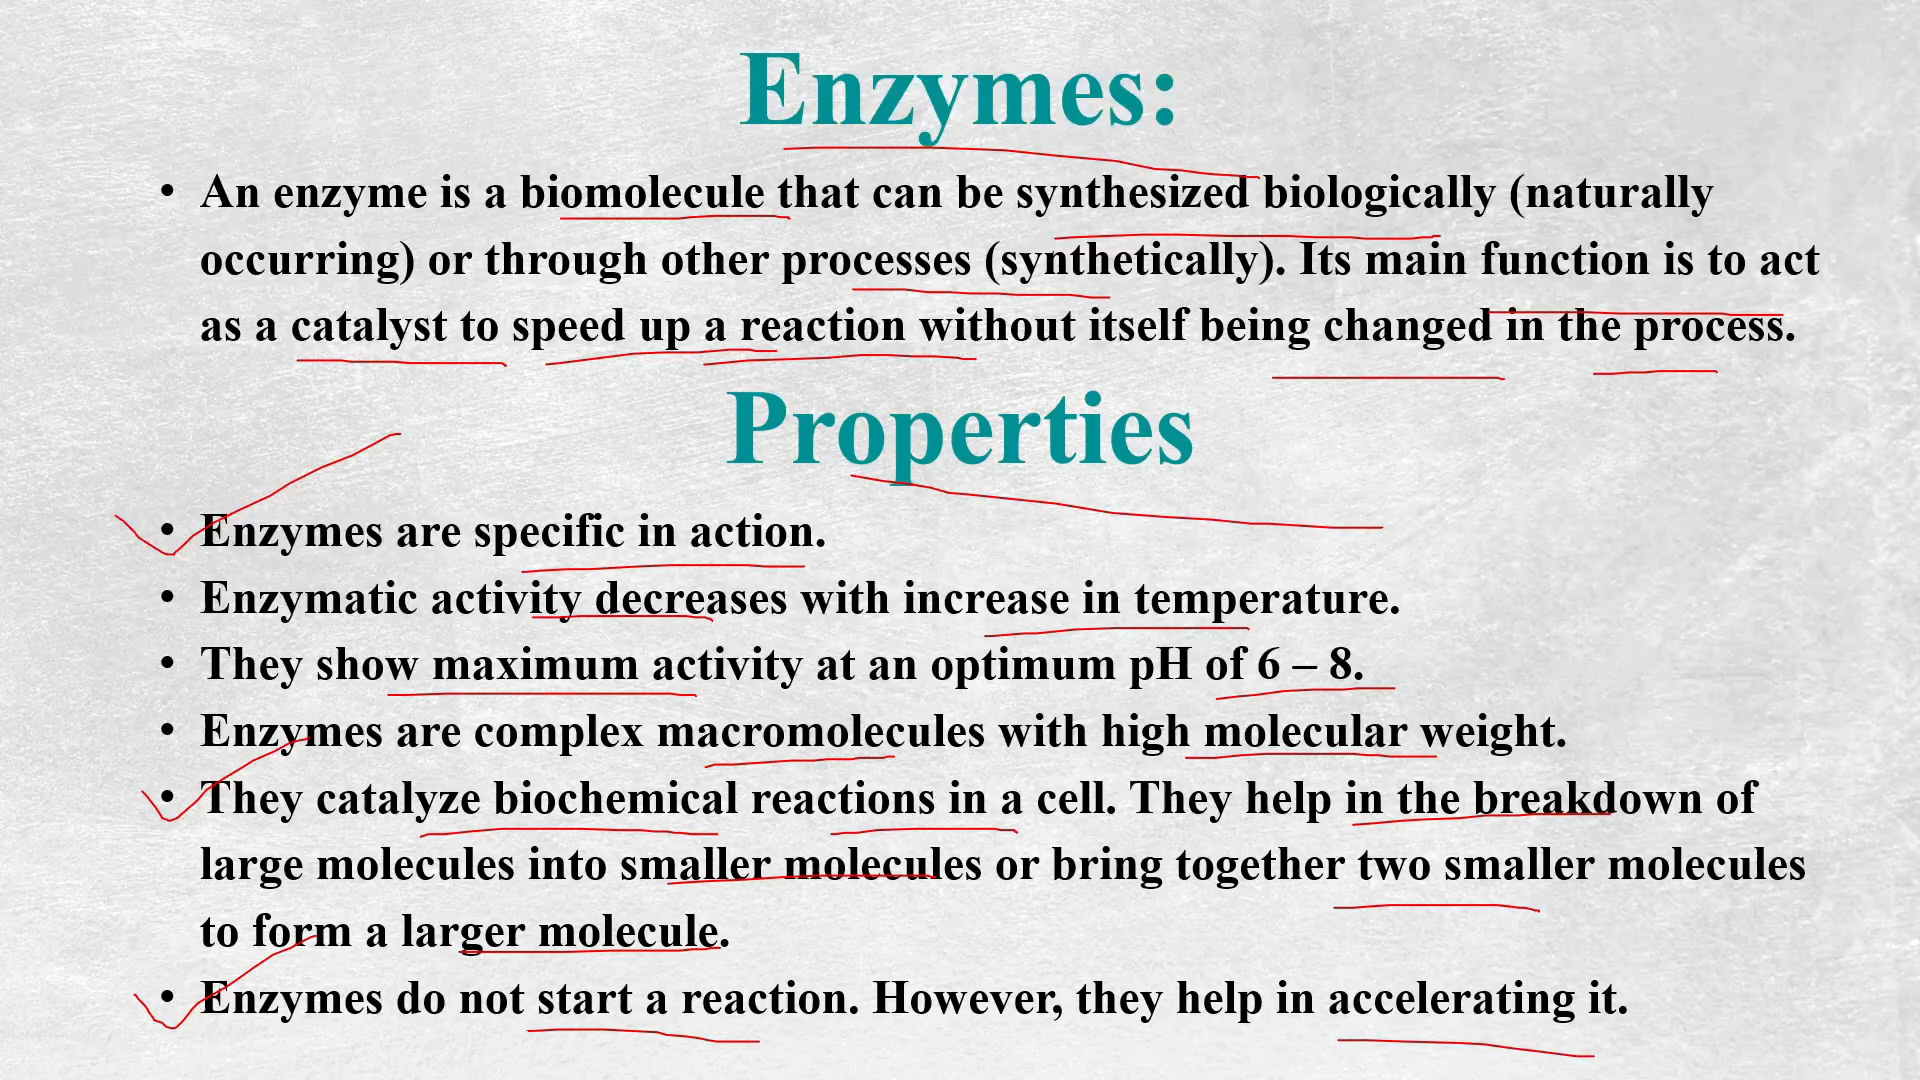 Enzymes:
• An enzyme is a biomolecule that can be synthesized biologically (naturally
occurring) or through other processes (synthetically). Its main function is to act
as a catalyst to speed up a reaction without itself being changed in the process.
Properties
• Enzymes are specific in action.
• Enzymatic activity decreases with increase in temperature.
• They show maximum activity at an optimum pH of 6 – 8.
• Enzymes are complex macromolecules with high molecular weight.
• They catalyze biochemical reactions in a cell. They help in the breakdown of
large molecules into smaller molecules or bring together two smaller molecules
to form a larger molecule.
• Enzymes do not start a reaction. However, they help in accelerating it.